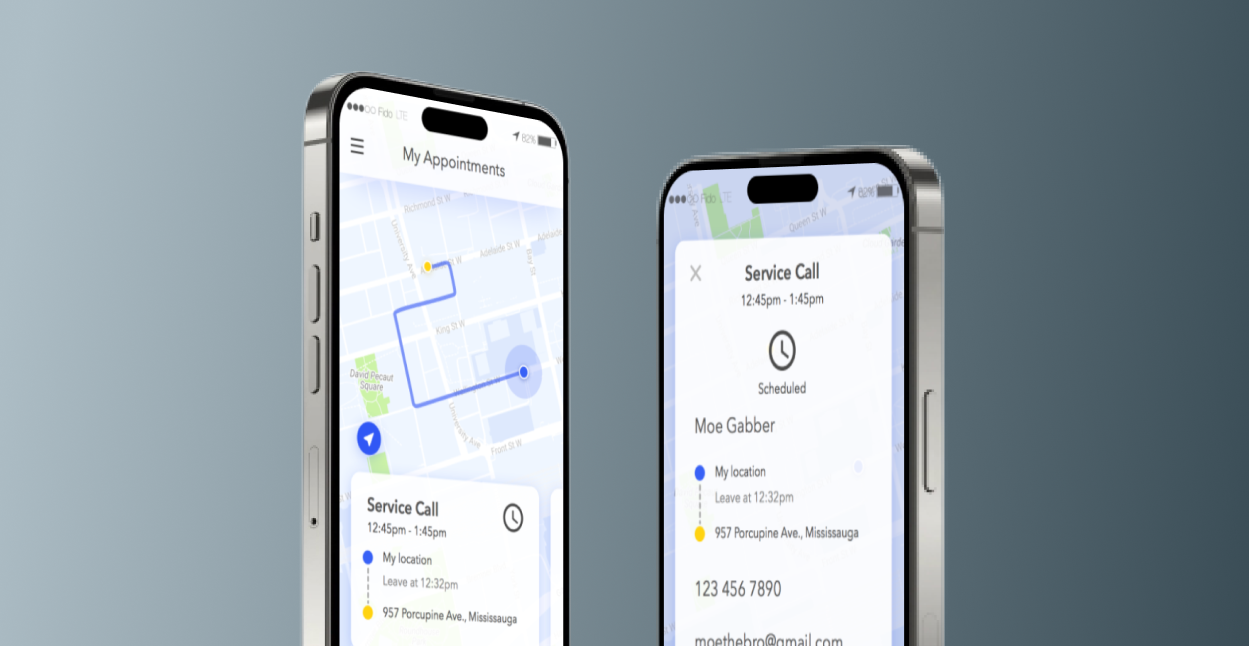 Fido LTE
82%
My Appointments
Richmond St W
University Ave
Adelaide St W
Adelaide
Bay St
King St W
David Pecaut
Square
University Ave
Front St W
Service Call
12:45pm - 1:45pm
My location
Leave at 12:32pm
957 Porcupine Ave., Mississauga
Fido LTE
82%
Queen St W
X
Service Call
12:45pm - 1:45pm
Scheduled
Moe Gabber
My location
Leave at 12:32pm
957 Porcupine Ave., Mississauga
123 456 7890
moethebro@gmail.com